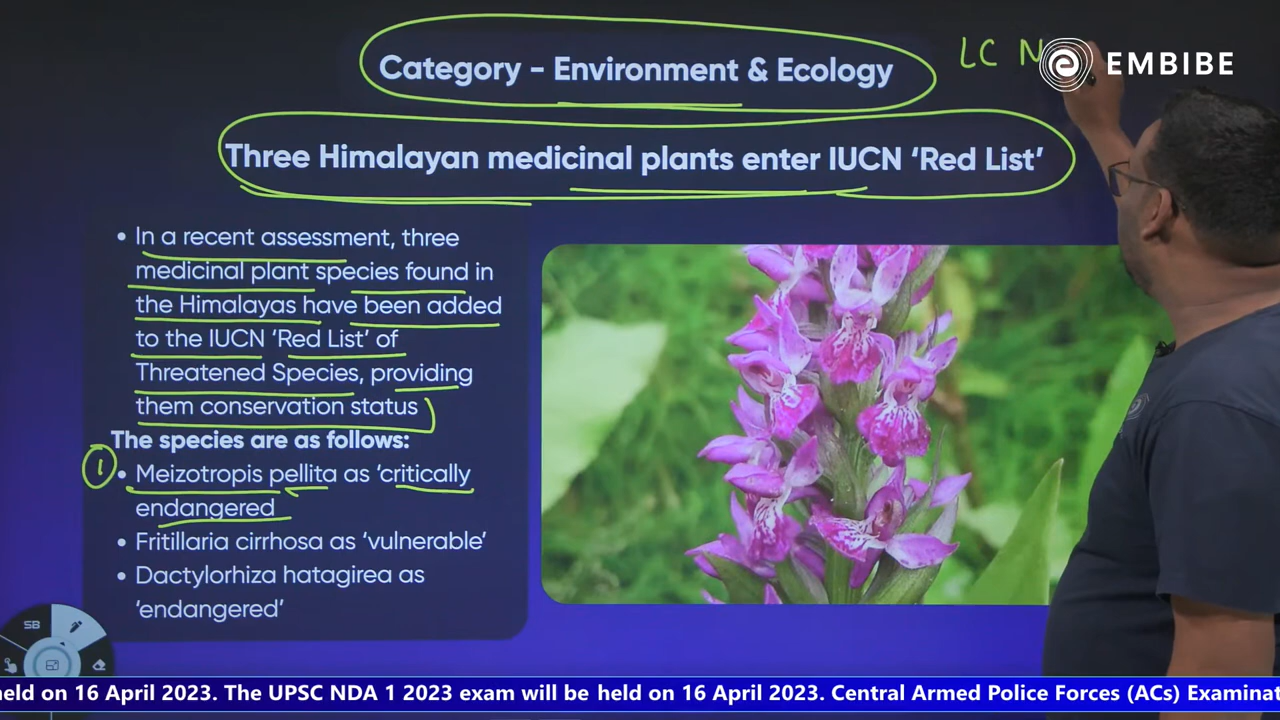 Category - Environment & Ecology
LC N
EMBIBE
Three Himalayan medicinal plants enter IUCN ‘Red List’
• In a recent assessment, three
medicinal plant species found in
the Himalayas have been added
to the IUCN ‘Red List’ of
Threatened Species, providing
them conservation status
The species are as follows:
1
• Meizotropis pellita as ‘critically
endangered
• Fritillaria cirrhosa as ‘vulnerable’
• Dactylorhiza hatagirea as
‘endangered’
SB
held on 16 April 2023. The UPSC NDA 1 2023 exam will be held on 16 April 2023. Central Armed Police Forces (ACs) Examinat